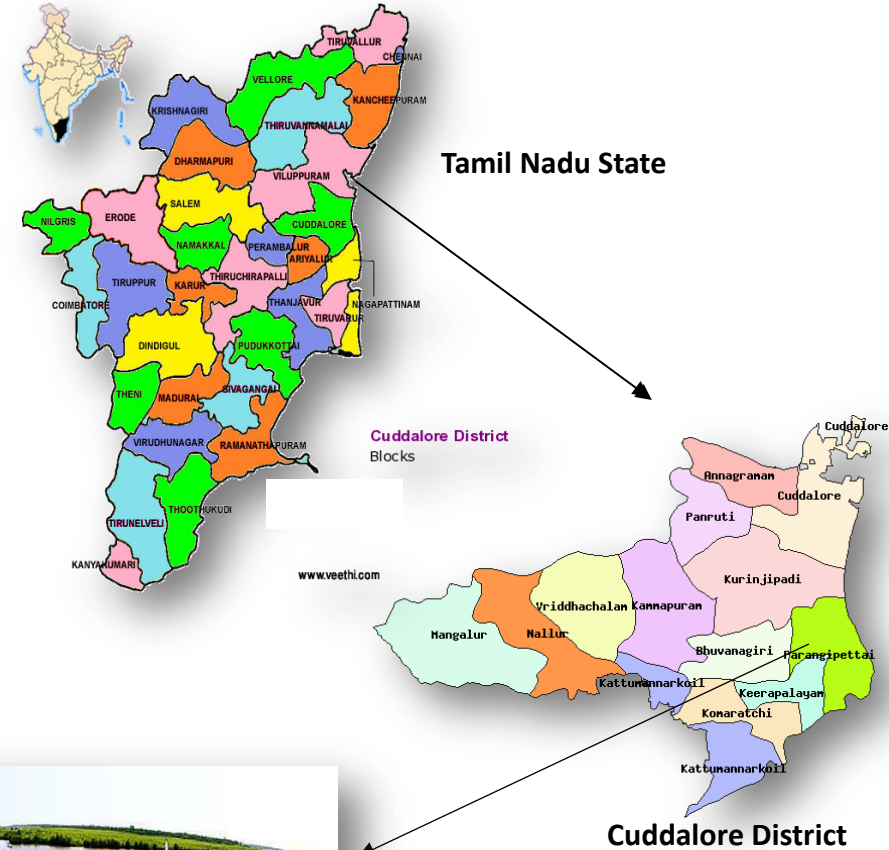 TIRUVALLUR
CHENNAI
VELLORE
KANCHEEPURAM
KRISHNAGIRI
THIRUVANNAMALAI
DHARMAPURI
Tamil Nadu State
VILUPPURAM
SALEM
ERODE
NILGRIS
CUDDALORE
NAMAKKAL
PERAMBALUR
ARIYALUR
THIRUCHIRAPALLI
TIRUPPUR
KARUR
COIMBATORE
THANJAVUR
NAGAPATTINAM
TIRUVARUR
DINDIGUL
PUDUKKOTTAI
THENI
MADURAI
SIVAGANGAI
VIRUDHUNAGAR
RAMANATHAPURAM
THOOTHUKUDI
TIRUNELVELI
KANYAKUMARI
www.veethi.com
Cuddalore District
Blocks
Cuddalore
Annagramam
Cuddalore
Panruti
Kurinjipadi
Vriddhachalam
Kammapuram
Mangalur
Nallur
Bhuvanagiri
Parangipettai
Kattumannarkoil
Keerapalayam
Komaratchi
Kattumannarkoil
Cuddalore District